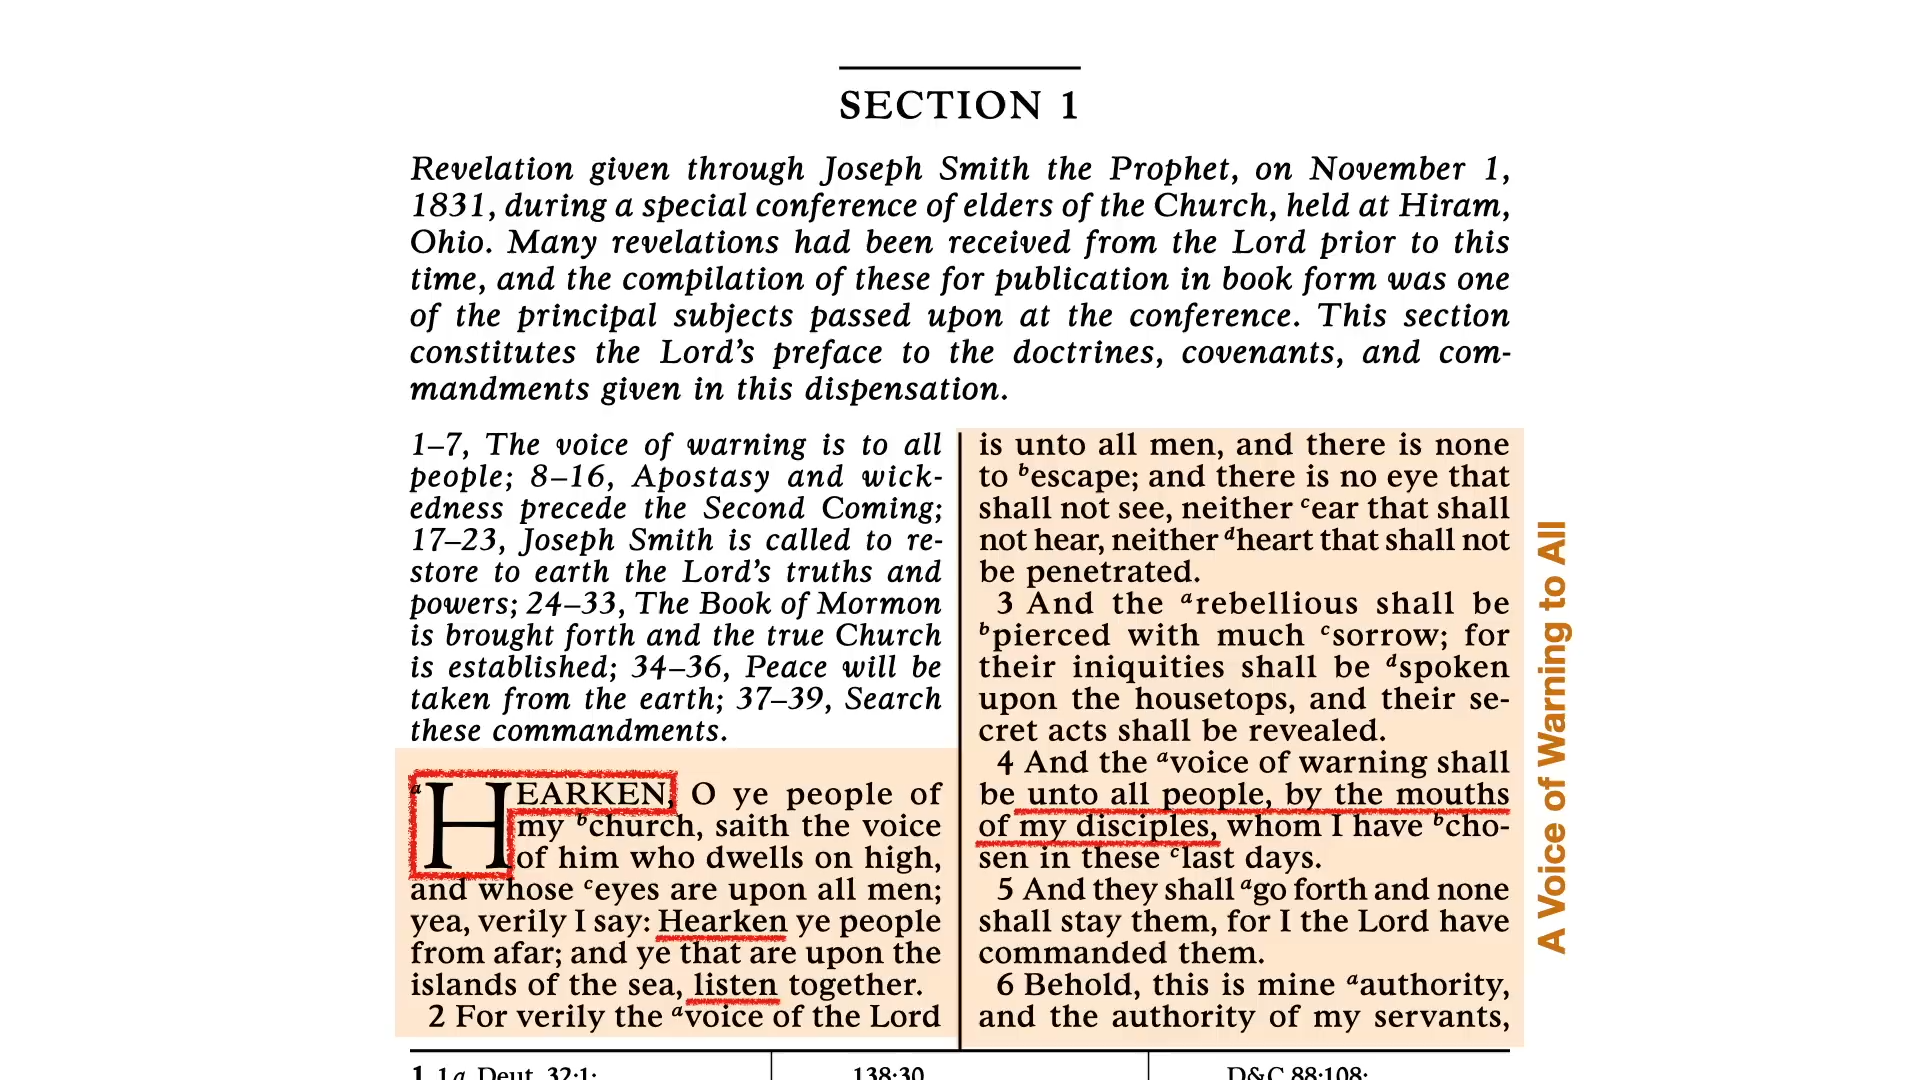 SECTION 1
Revelation given through Joseph Smith the Prophet, on November 1,
1831, during a special conference of elders of the Church, held at Hiram,
Ohio. Many revelations had been received from the Lord prior to this
time, and the compilation of these for publication in book form was one
of the principal subjects passed upon at the conference. This section
constitutes the Lord’s preface to the doctrines, covenants, and com-
mandments given in this dispensation.
1–7, The voice of warning is to all
people; 8–16, Apostasy and wick-
edness precede the Second Coming;
17–23, Joseph Smith is called to re-
store to earth the Lord’s truths and
powers; 24–33, The Book of Mormon
is brought forth and the true Church
is established; 34–36, Peace will be
taken from the earth; 37–39, Search
these commandments.
aHEARKEN, O ye people of
my bchurch, saith the voice
of him who dwells on high,
and whose ceyes are upon all men;
yea, verily I say: Hearken ye people
from afar; and ye that are upon the
islands of the sea, listen together.
2 For verily the avoice of the Lord
is unto all men, and there is none
to bescape; and there is no eye that
shall not see, neither cear that shall
not hear, neither dheart that shall not
be penetrated.
3 And the arebellious shall be
bpierced with much csorrow; for
their iniquities shall be dspoken
upon the housetops, and their se-
cret acts shall be revealed.
4 And the avoice of warning shall
be unto all people, by the mouths
of my disciples, whom I have bcho-
sen in these clast days.
5 And they shall ago forth and none
shall stay them, for I the Lord have
commanded them.
6 Behold, this is mine aauthority,
and the authority of my servants,
A Voice of Warning to All
1 1a Deut. 32:1;
138:30.
D&C 88:108;